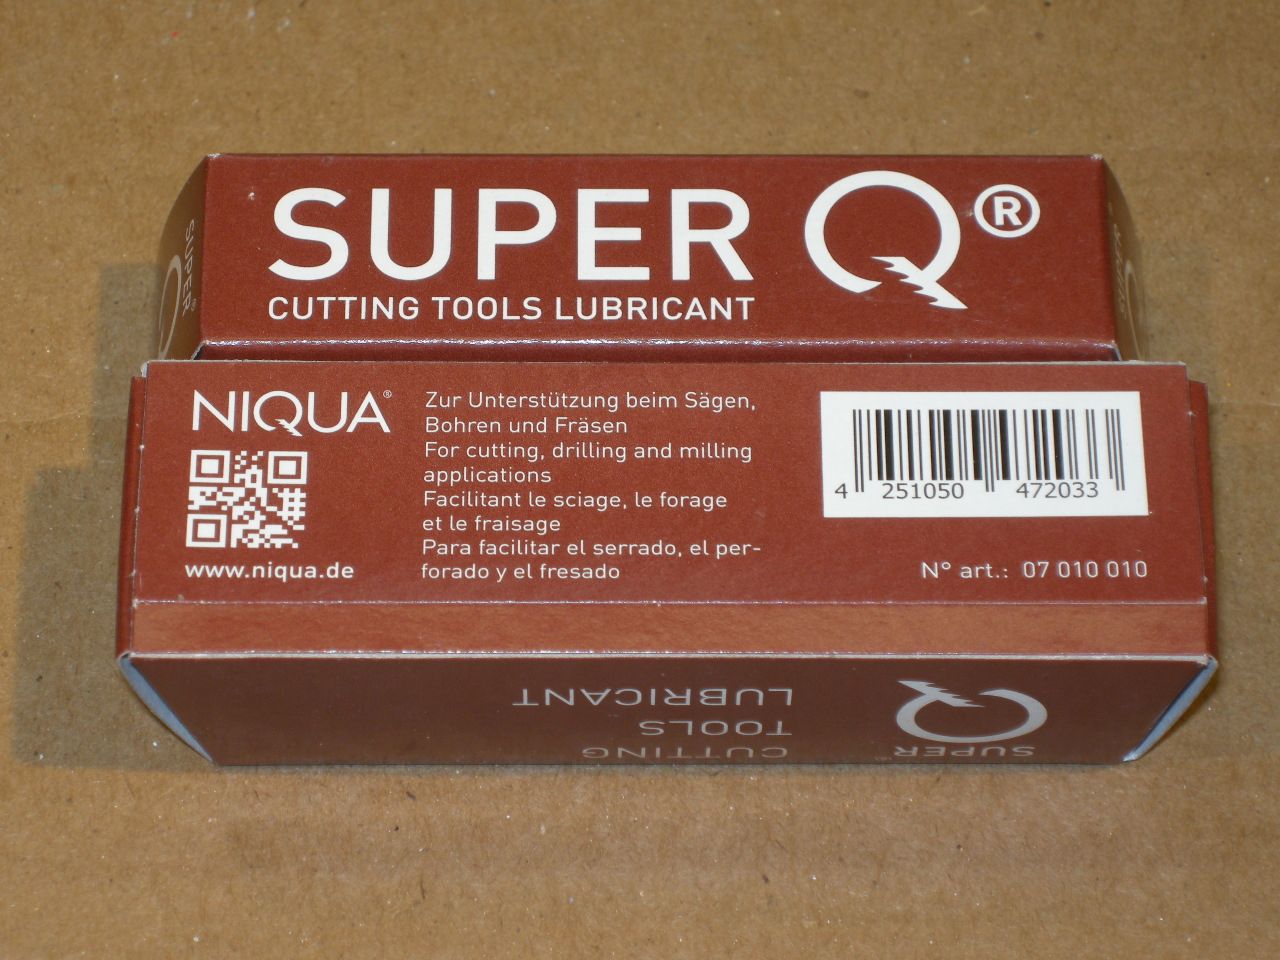 SUPER Q®
CUTTING TOOLS LUBRICANT
SUPER®
NIQUA®
www.niqua.de
Zur Unterstützung beim Sägen,
Bohren und Fräsen
For cutting, drilling and milling
applications
Facilitant le sciage, le forage
et le fraisage
Para facilitar el serrado, el per-
forado y el fresado
4 251050 472033
N° art.: 07 010 010
SUPER Q
CUTTING
TOOLS
LUBRICANT